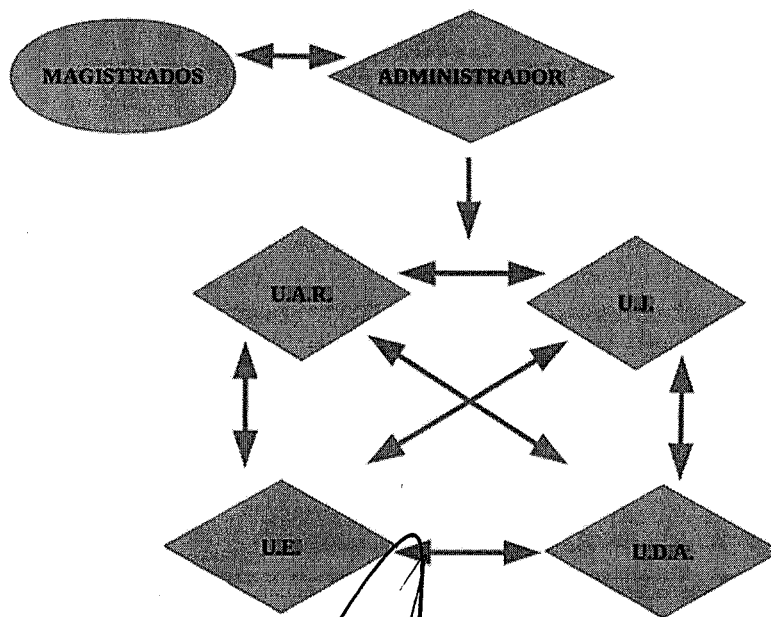 MAGISTRADOS
ADMINISTRADOR
U.A.R.
U.J.
U.E.
U.D.A.